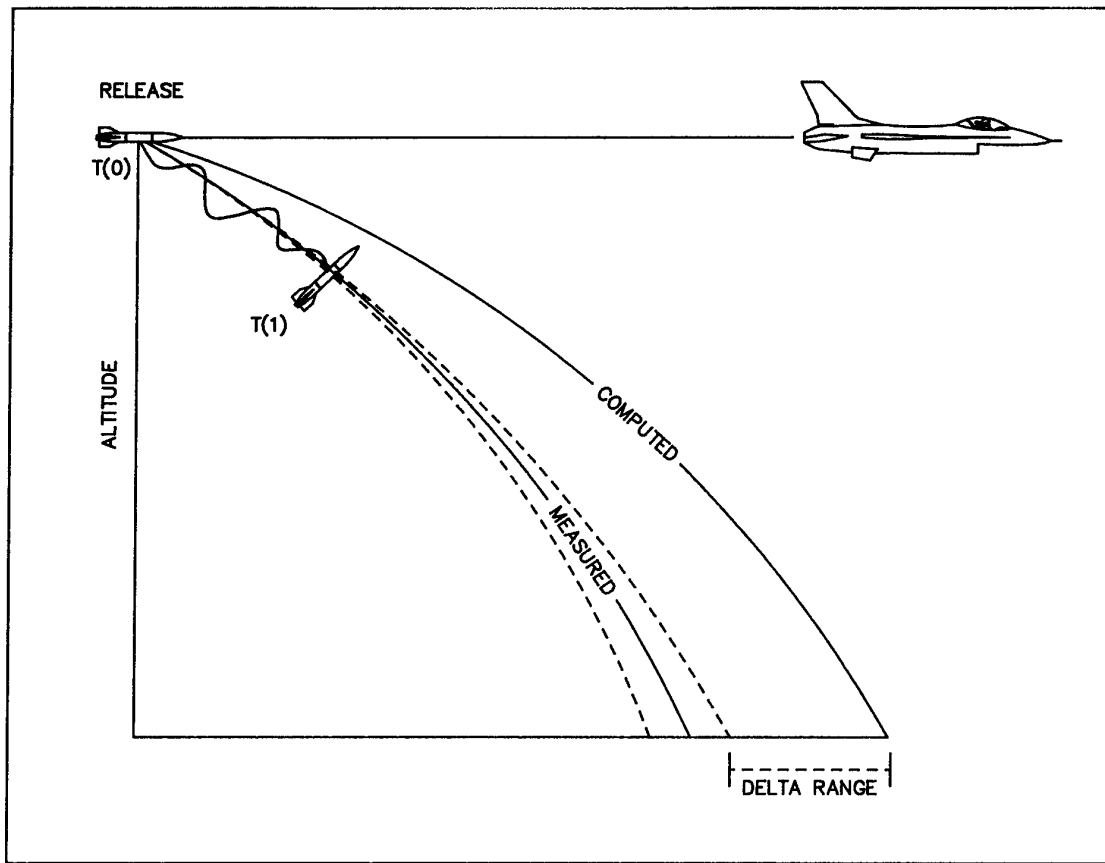 RELEASE
T(0)
T(1)
ALTITUDE
COMPUTED
MEASURED
DELTA RANGE